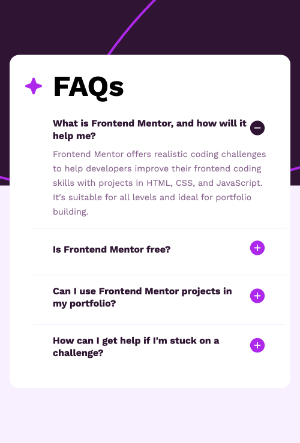 FAQs
What is Frontend Mentor, and how will it
help me?
Frontend Mentor offers realistic coding challenges
to help developers improve their frontend coding
skills with projects in HTML, CSS, and JavaScript.
It's suitable for all levels and ideal for portfolio
building.
Is Frontend Mentor free?
Can I use Frontend Mentor projects in
my portfolio?
How can I get help if I'm stuck on a
challenge?